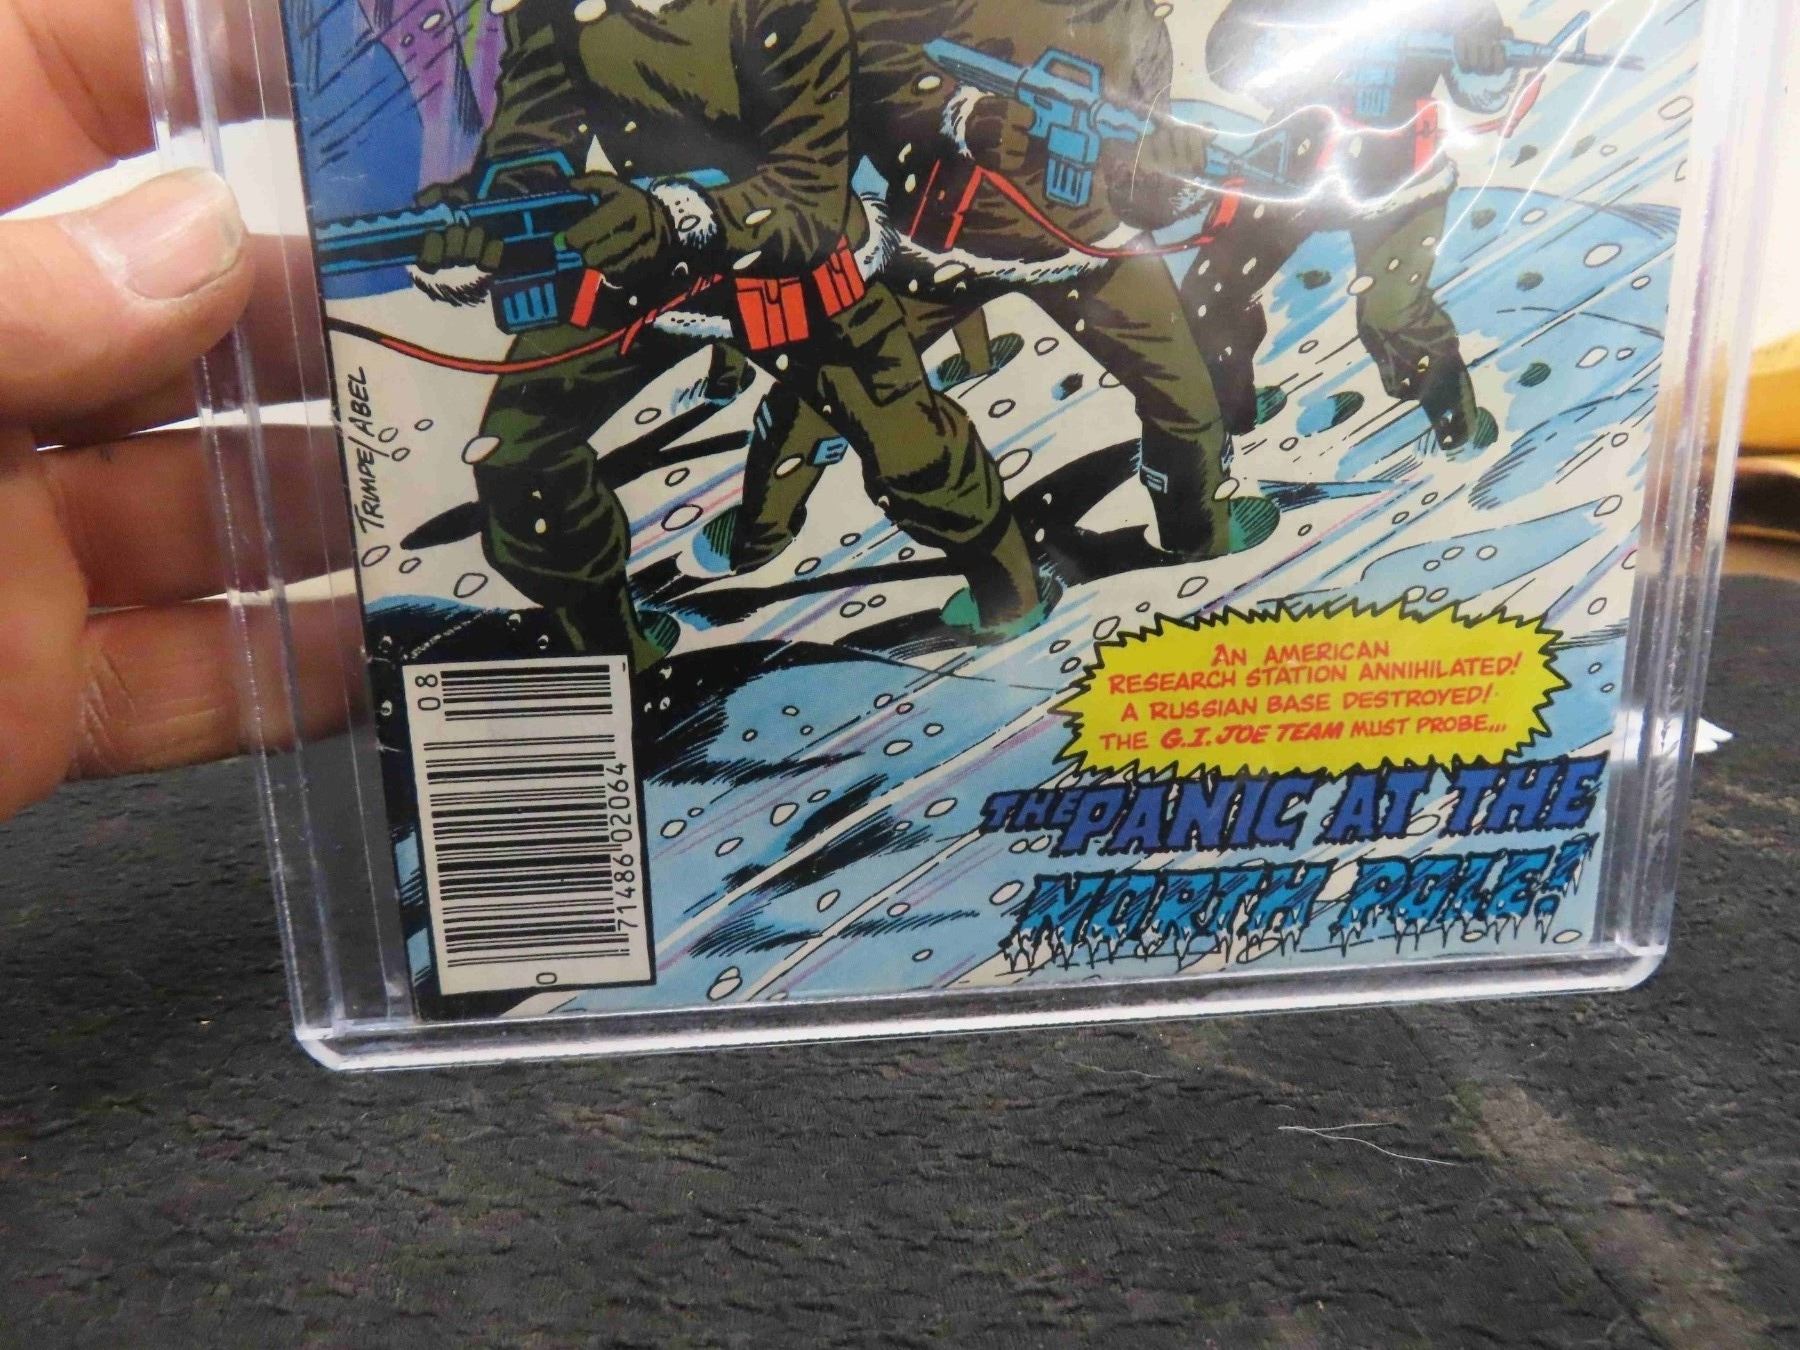 TRIMPE/ABEL
AN AMERICAN
RESEARCH STATION ANNIHILATED!
A RUSSIAN BASE DESTROYED!
THE G.I. JOE TEAM MUST PROBE...
THE PANIC AT THE
NORTH POLE!
08
71486 02064
0